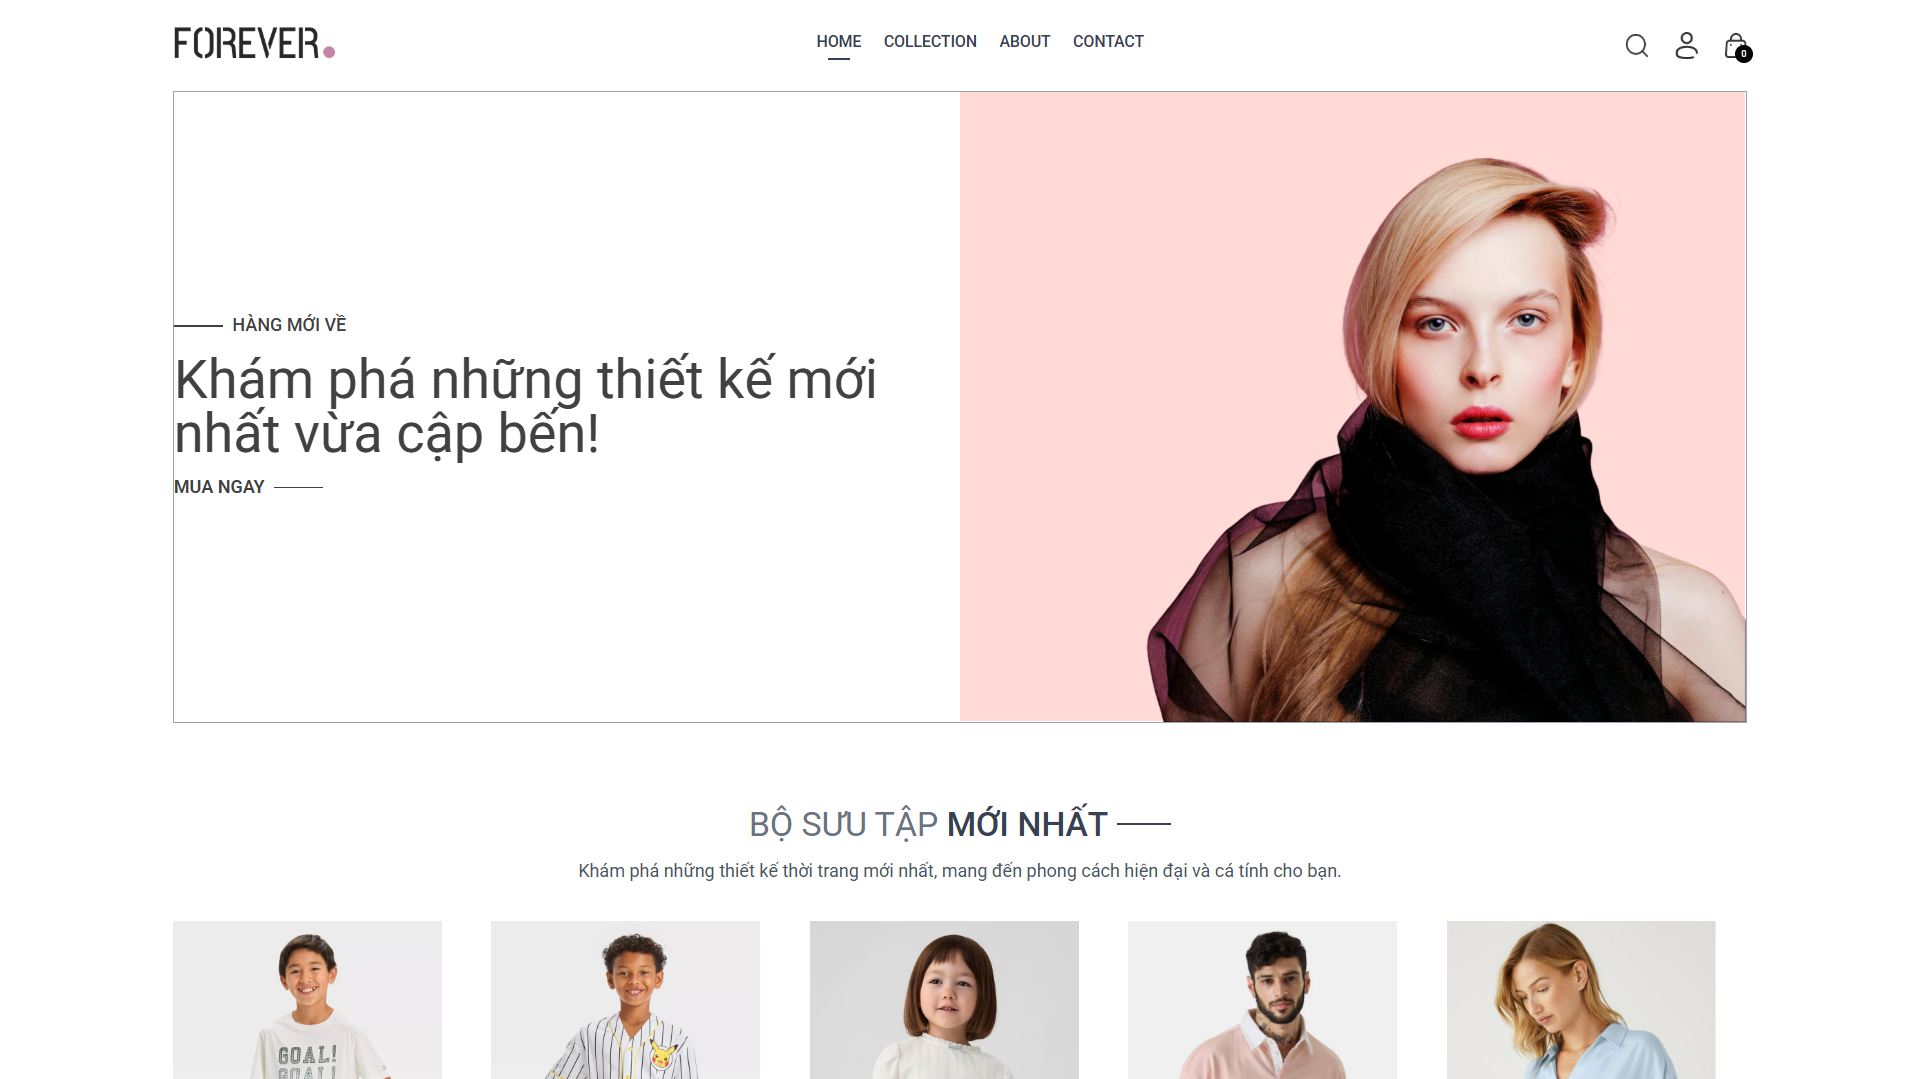 FOREVER.
HOME COLLECTION ABOUT CONTACT
0
HÀNG MỚI VỀ
Khám phá những thiết kế mới
nhất vừa cập bến!
MUA NGAY
BỘ SƯU TẬP MỚI NHẤT
Khám phá những thiết kế thời trang mới nhất, mang đến phong cách hiện đại và cá tính cho bạn.
GOAL!
GOAL!